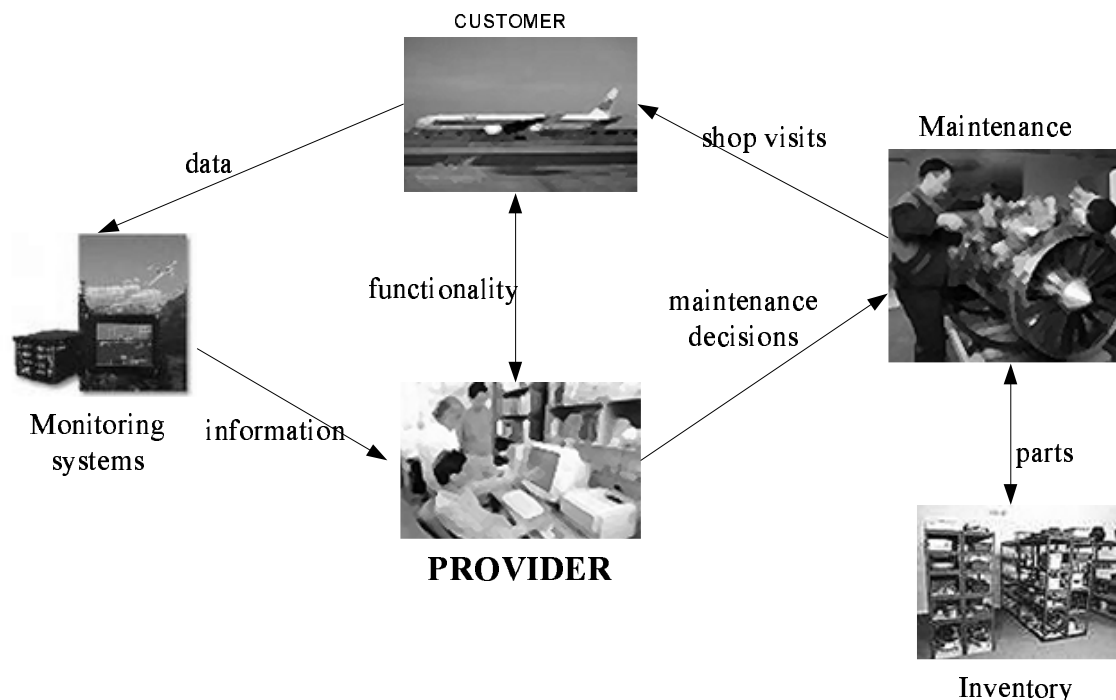 CUSTOMER
Maintenance
shop visits
data
functionality
maintenance
decisions
Monitoring
systems
information
parts
PROVIDER
Inventory